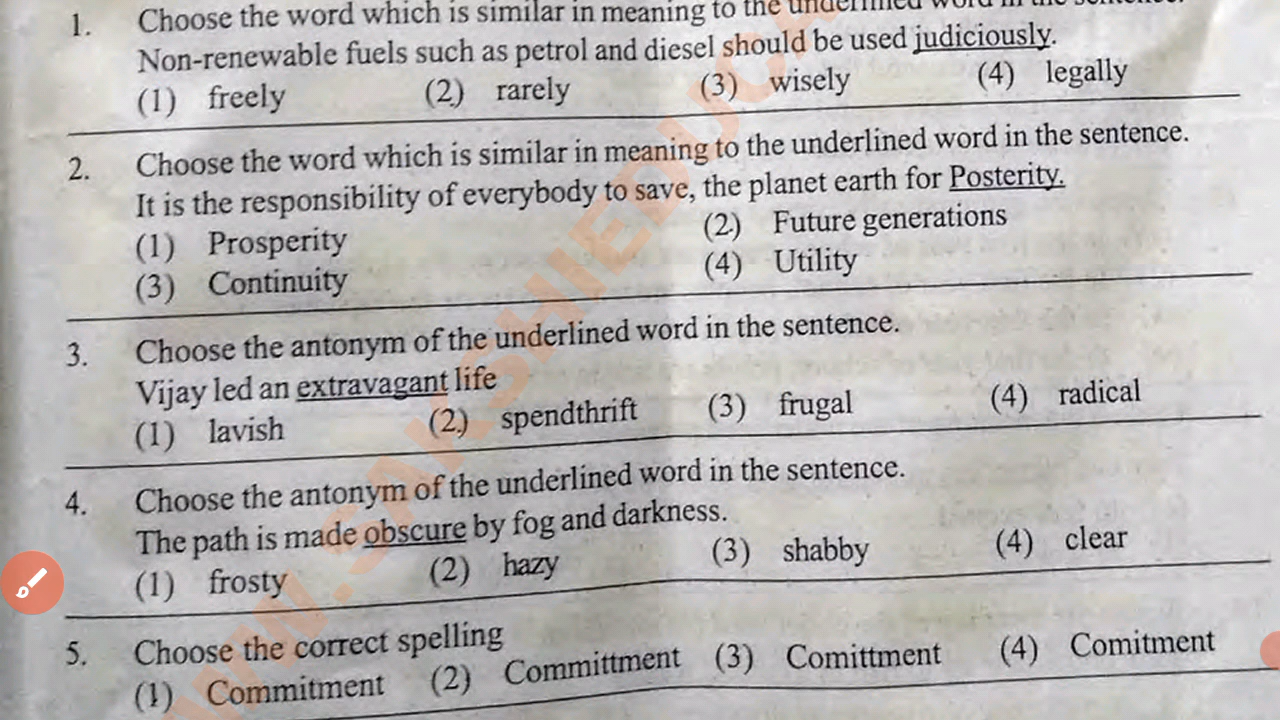 1. Choose the word which is similar in meaning to the underlined word in the sentence.
Non-renewable fuels such as petrol and diesel should be used judiciously.
(1) freely (2) rarely (3) wisely (4) legally
2. Choose the word which is similar in meaning to the underlined word in the sentence.
It is the responsibility of everybody to save, the planet earth for Posterity.
(1) Prosperity (2) Future generations
(3) Continuity (4) Utility
3. Choose the antonym of the underlined word in the sentence.
Vijay led an extravagant life
(1) lavish (2) spendthrift (3) frugal (4) radical
4. Choose the antonym of the underlined word in the sentence.
The path is made obscure by fog and darkness.
(1) frosty (2) hazy (3) shabby (4) clear
5. Choose the correct spelling
(1) Commitment (2) Committment (3) Comittment (4) Comitment
WW.SAKSHIEDUCA